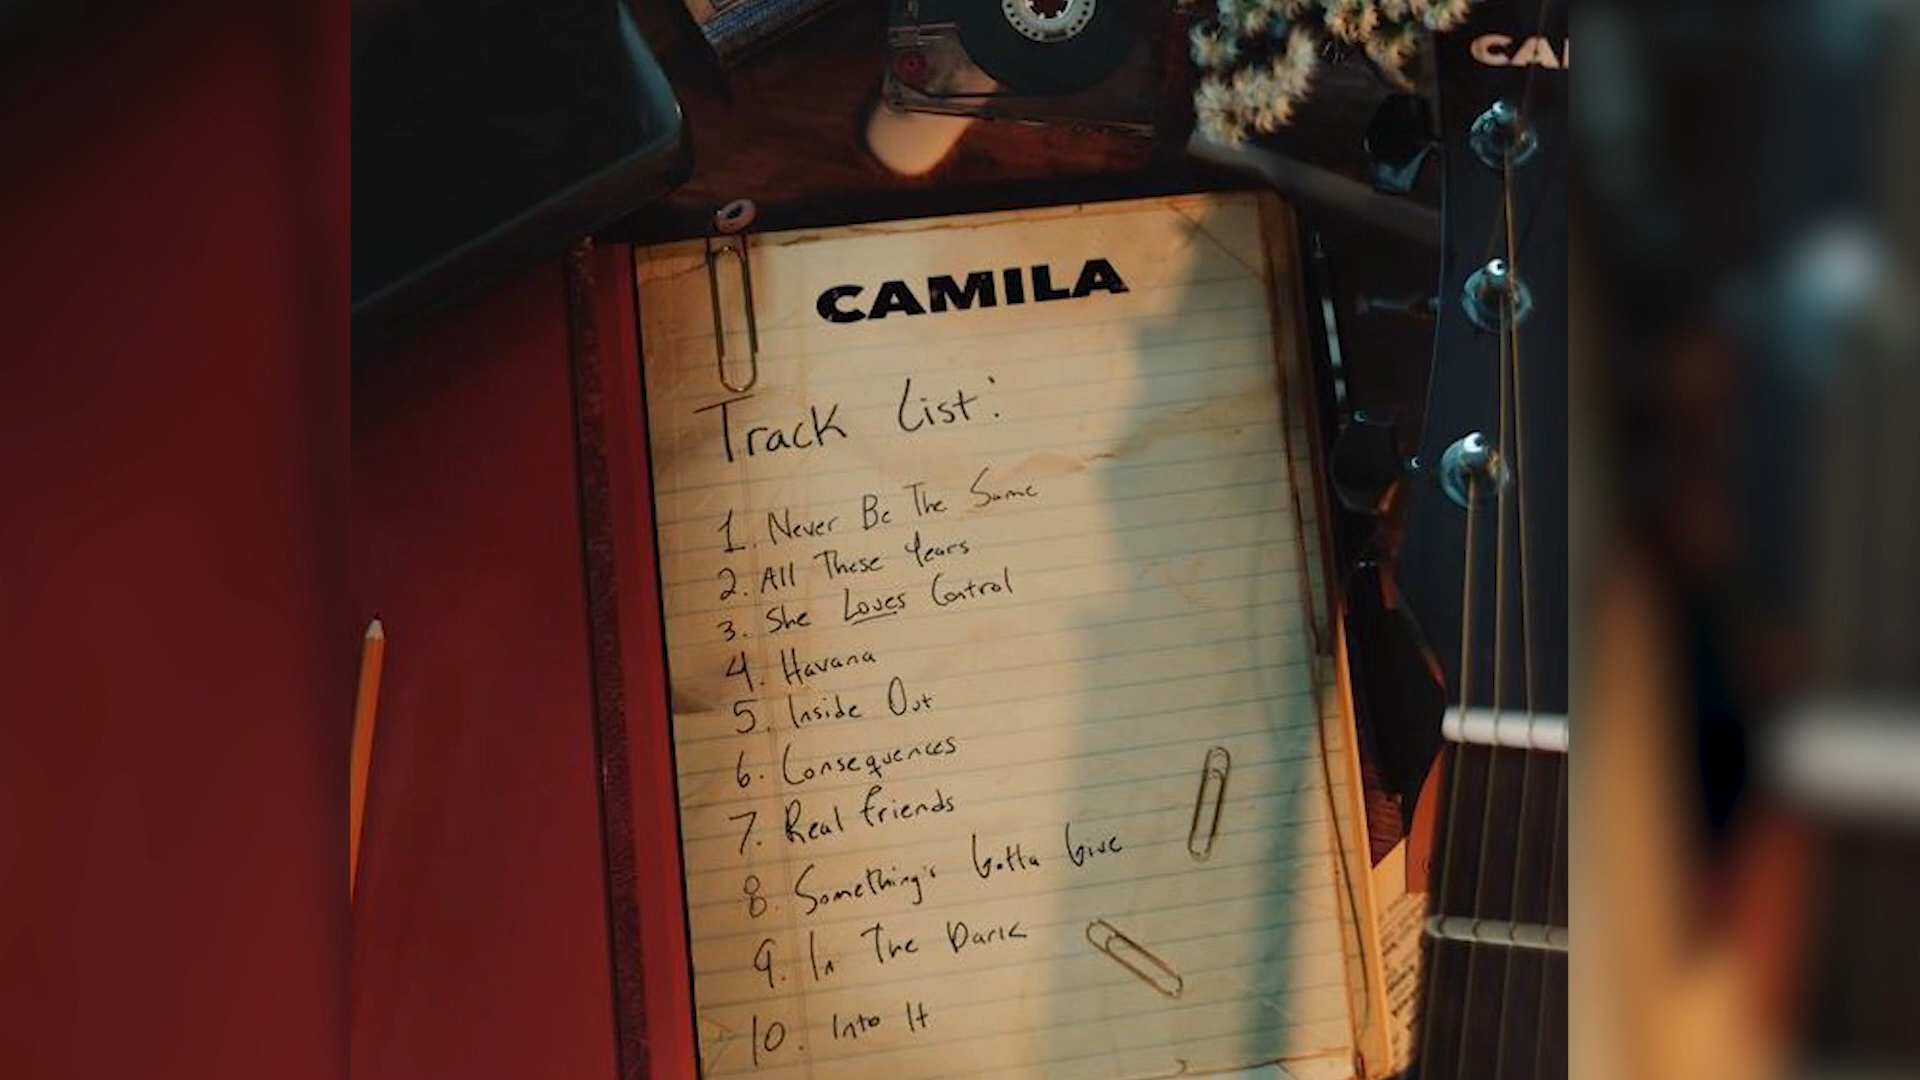 CAMILA
Track List:
1. Never Be The Same
2. All These Years
3. She Loves Control
4. Havana
5. Inside Out
6. Consequences
7. Real friends
8. Something's Gotta Give
9. In The Dark
10. Into It
CA